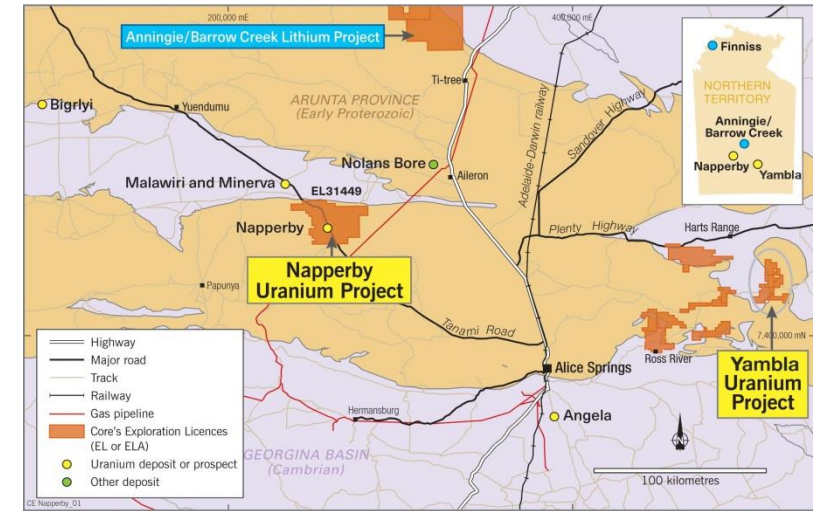 200,000 mE
400,000 mE
Anningie/Barrow Creek Lithium Project
Finniss
NORTHERN
TERRITORY
Anningie/
Barrow Creek
Napperby
Yambla
Ti-tree
Bigrlyi
Yuendumu
ARUNTA PROVINCE
(Early Proterozoic)
Adelaide-Darwin railway
Sandover Highway
Nolans Bore
Aileron
Malawiri and Minerva
EL31449
Napperby
Plenty Highway
Harts Range
Napperby
Uranium Project
Papunya
Tanami Road
7,400,000 mN
Ross River
Yambla
Uranium
Project
Alice Springs
Hermansburg
Angela
GEORGINA BASIN
(Cambrian)
N
100 kilometres
Highway
Major road
Track
Railway
Gas pipeline
Core's Exploration Licences
(EL or ELA)
Uranium deposit or prospect
Other deposit
CE Napperby_01